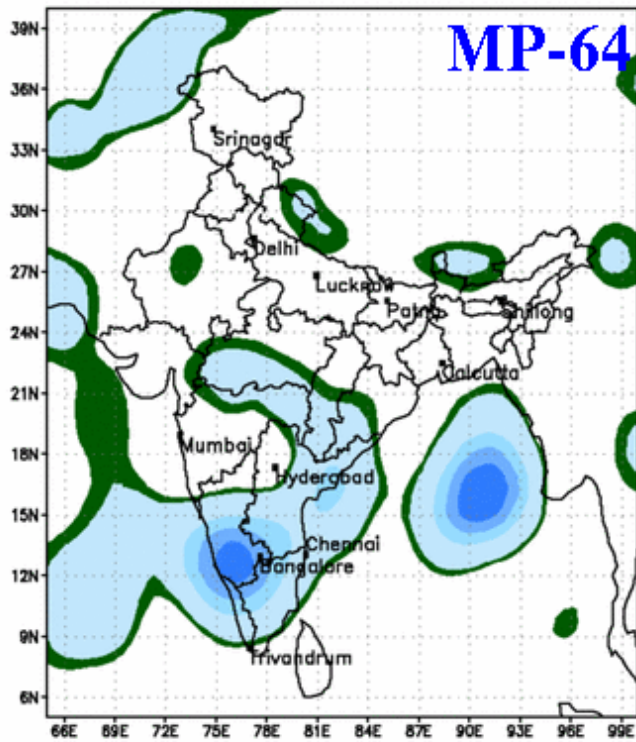 39N
MP-64
36N
Srinagar
33N
30N
Delhi
27N
Lucknow
Patna
Shilong
24N
Calcutta
21N
Mumbai
18N
Hyderabad
15N
Chennai
Bangalore
12N
9N
Trivandrum
6N
66E 69E 72E 75E 78E 81E 84E 87E 90E 93E 96E 99E